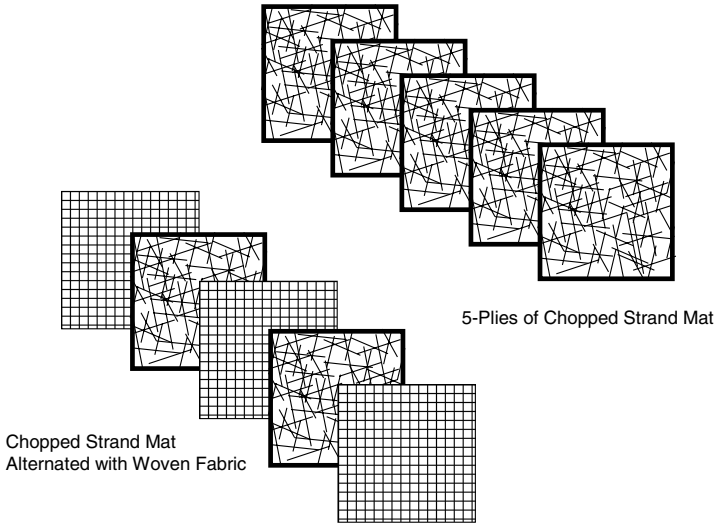 5-Plies of Chopped Strand Mat
Chopped Strand Mat
Alternated with Woven Fabric